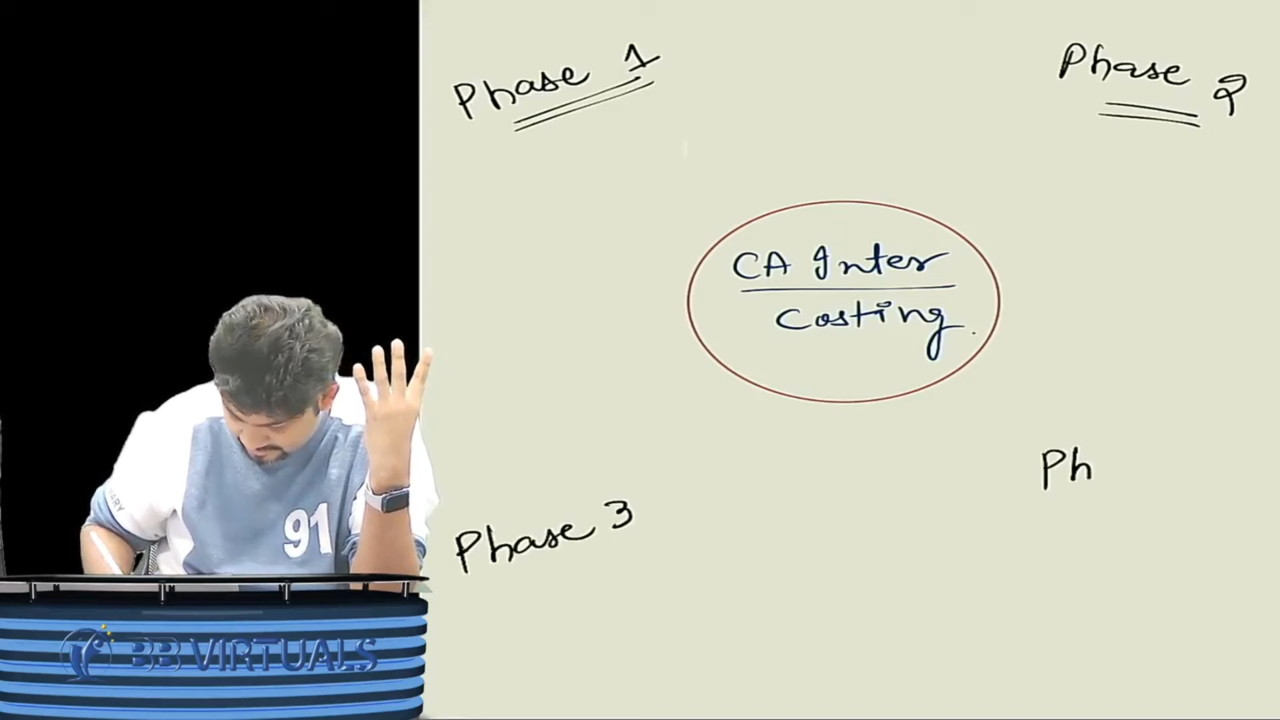 Phase 1
Phase 2
CA Inter
Costing
Phase 3
Ph
91
BB VIRTUALS